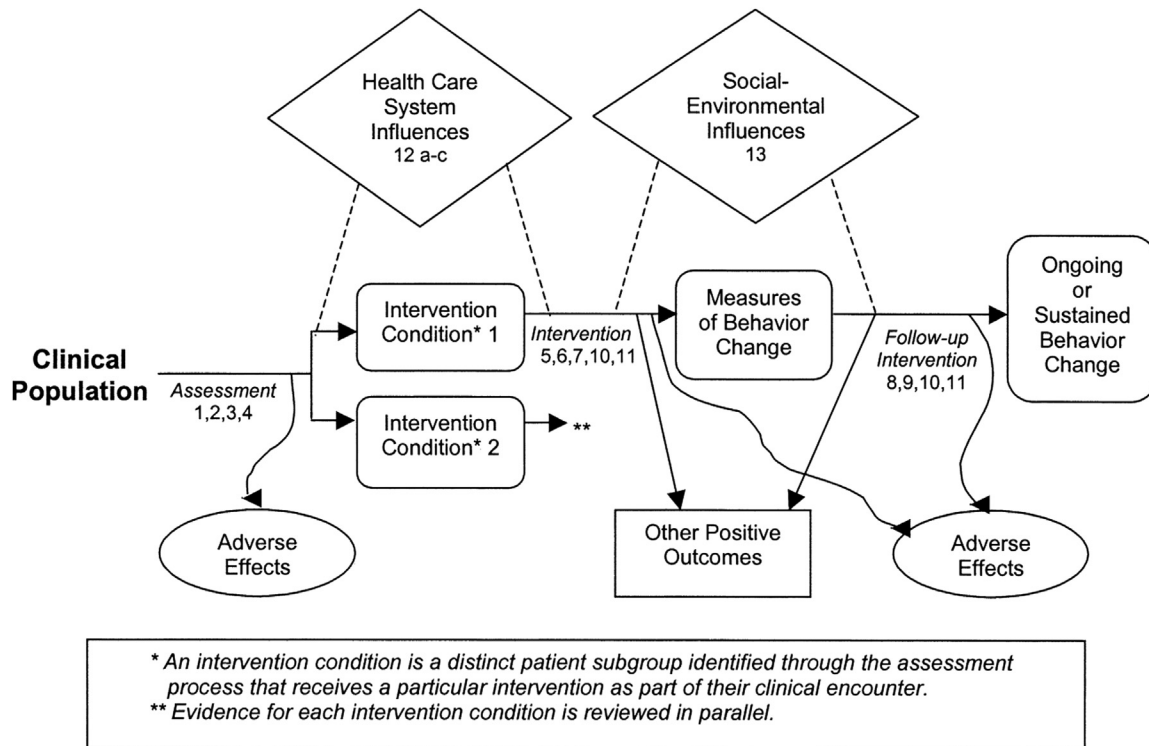 Health Care
System
Influences
12 a-c
Social-
Environmental
Influences
13
Clinical
Population
Assessment
1,2,3,4
Intervention
Condition* 1
Intervention
Condition* 2
**
Intervention
5,6,7,10,11
Measures
of Behavior
Change
Follow-up
Intervention
8,9,10,11
Ongoing
or
Sustained
Behavior
Change
Adverse
Effects
Other Positive
Outcomes
Adverse
Effects
* An intervention condition is a distinct patient subgroup identified through the assessment
process that receives a particular intervention as part of their clinical encounter.
** Evidence for each intervention condition is reviewed in parallel.